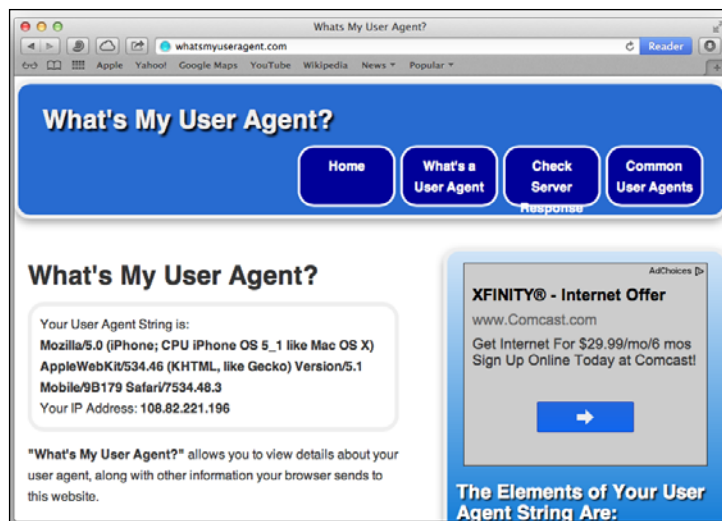 Whats My User Agent?
whatsmyuseragent.com
Reader
Apple Yahoo! Google Maps YouTube Wikipedia News Popular
What's My User Agent?
Home
What's a
User Agent
Check
Server
Response
Common
User Agents
What's My User Agent?
Your User Agent String is:
Mozilla/5.0 (iPhone; CPU iPhone OS 5_1 like Mac OS X)
AppleWebKit/534.46 (KHTML, like Gecko) Version/5.1
Mobile/9B179 Safari/7534.48.3
Your IP Address: 108.82.221.196
"What's My User Agent?" allows you to view details about your
user agent, along with other information your browser sends to
this website.
AdChoices
XFINITY® - Internet Offer
www.Comcast.com
Get Internet For $29.99/mo/6 mos
Sign Up Online Today at Comcast!
The Elements of Your User
Agent String Are: